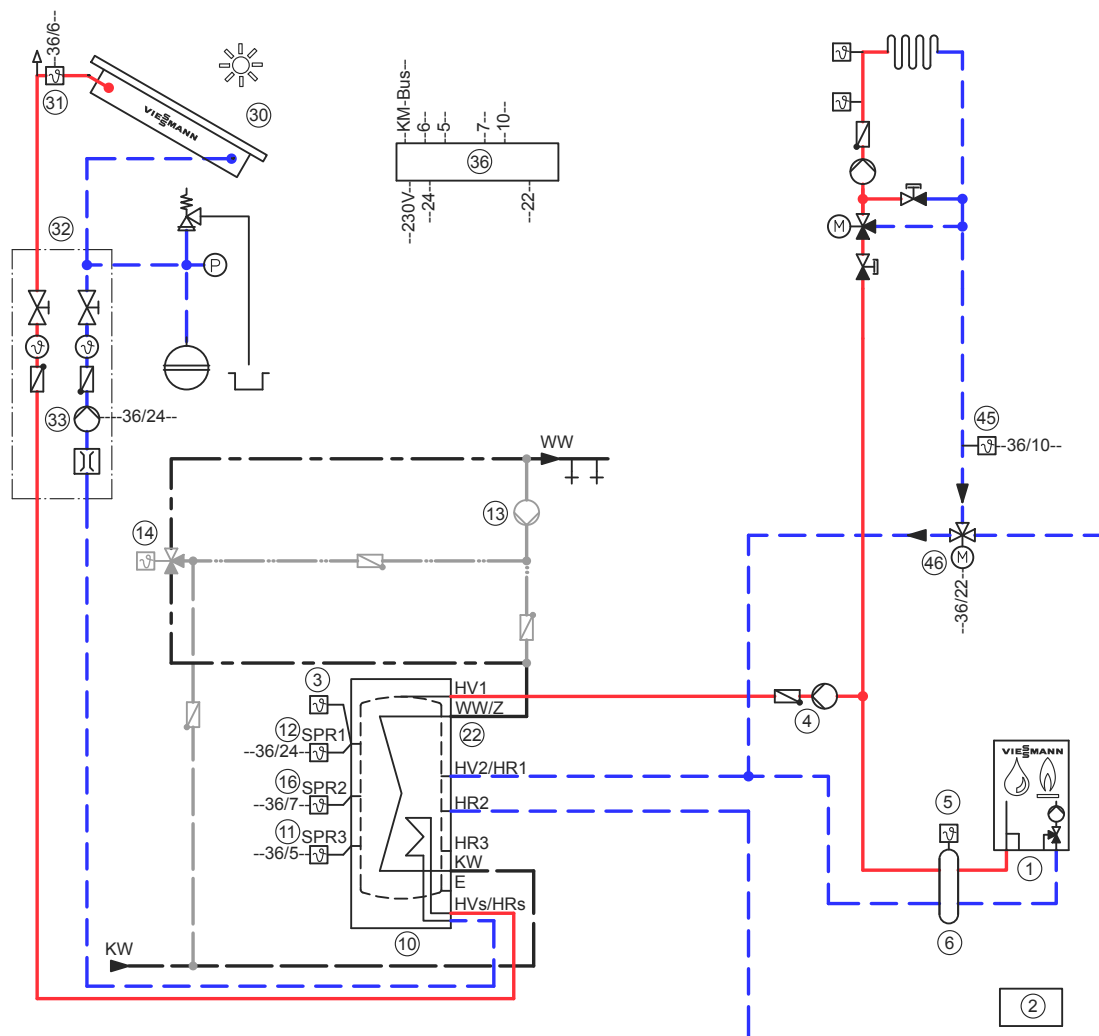 --36/6--
31
VIESSMANN
30
KM-Bus--
--6--
--5--
--7--
--10--
36
--230V--
--24--
--22--
M
32
P
33
---36/24--
45
--36/10--
WW
13
14
46
M
--36/22--
3
HV1
WW/Z
4
12
SPR1
--36/24--
22
VIESSMANN
16
SPR2
--36/7--
HV2/HR1
HR2
5
11
SPR3
--36/5--
HR3
KW
1
E
HVs/HRs
10
6
KW
2